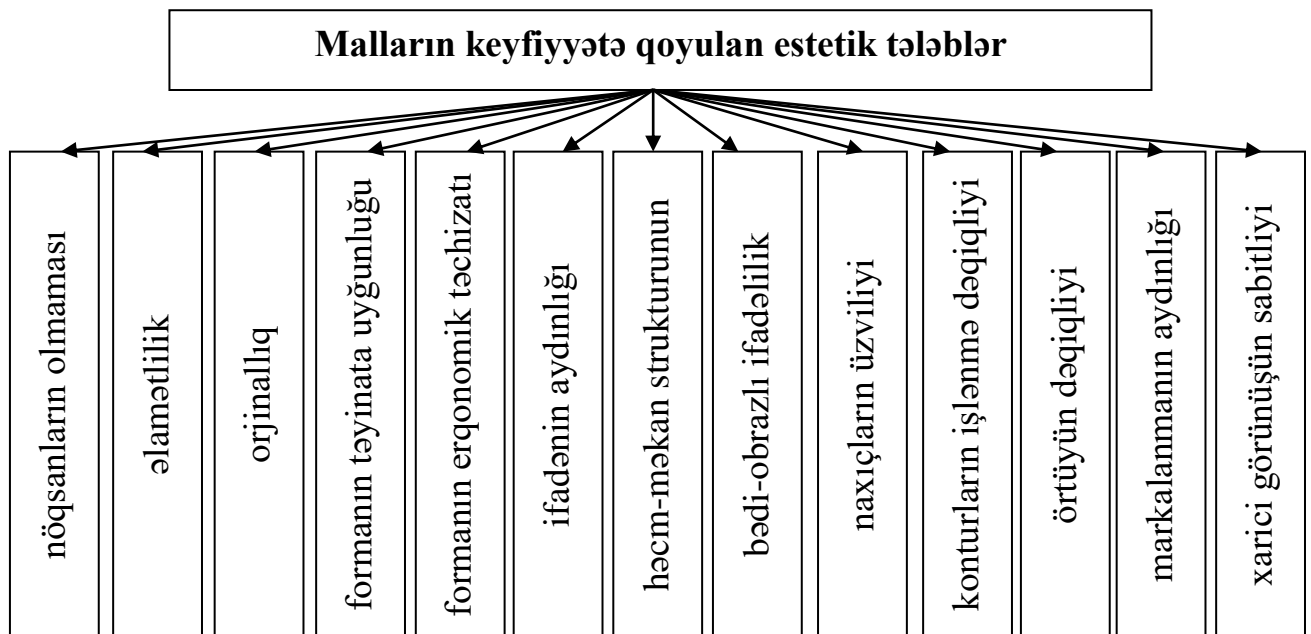 Malların keyfiyyətə qoyulan estetik tələblər
nöqsanların olmaması
əlamətlilik
orjinallıq
formanın təyinata uyğunluğu
formanın erqonomik təchizatı
ifadənin aydınlığı
həcm-məkan strukturunun
bədi-obrazlı ifadəlilik
naxıçların üzviliyi
konturların işlənmə dəqiqliyi
örtüyün dəqiqliyi
markalanmanın aydınlığı
xarici görünüşün sabitliyi